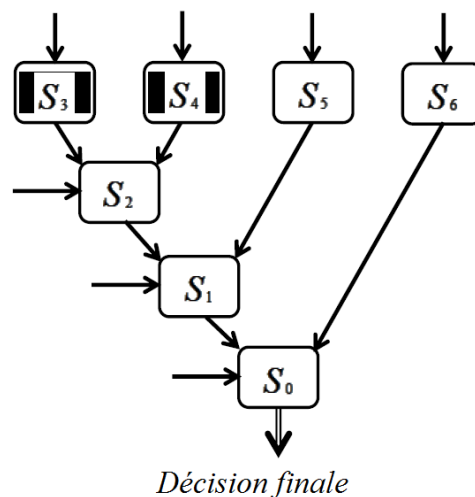 S₃ S₄ S₅ S₆
S₂
S₁
S₀
Décision finale